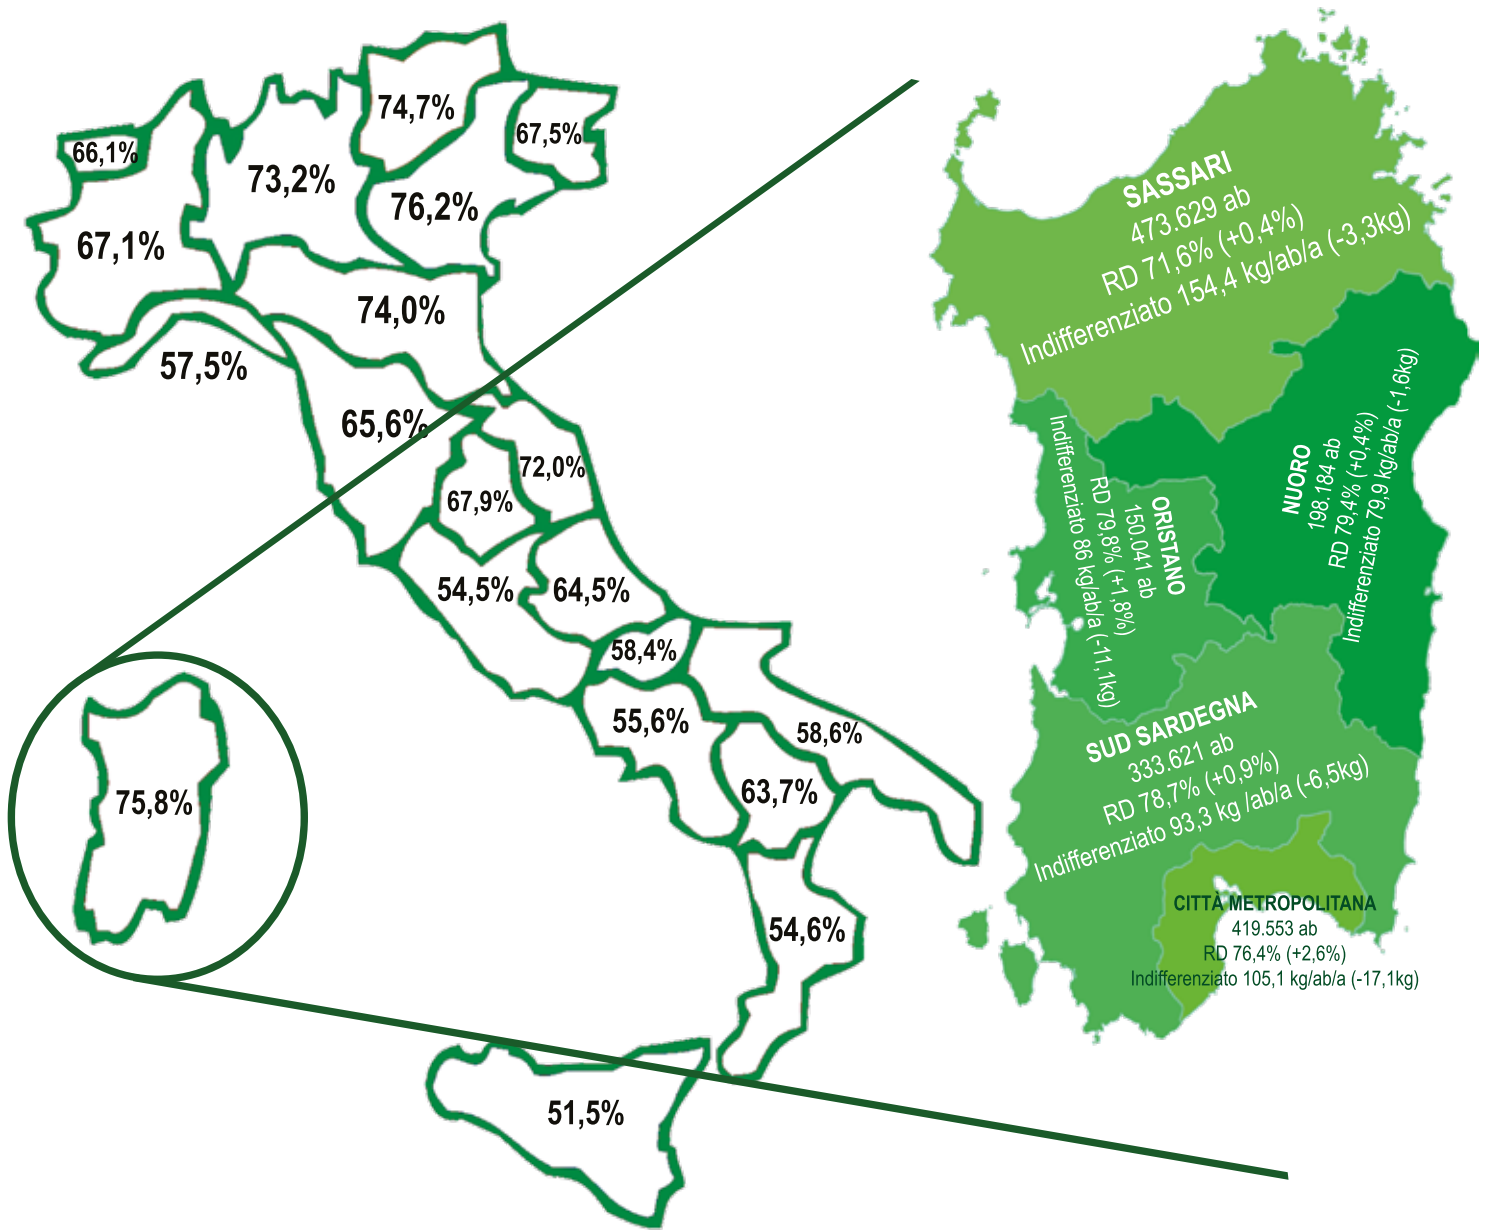 74,7%
67,5%
66,1%
73,2%
76,2%
67,1%
74,0%
57,5%
65,6%
72,0%
67,9%
54,5%
64,5%
58,4%
55,6%
58,6%
63,7%
75,8%
54,6%
51,5%
SASSARI
473.629 ab
RD 71,6% (+0,4%)
Indifferenziato 154,4 kg/ab/a (-3,3kg)
NUORO
198.184 ab
RD 79,4% (+0,4%)
Indifferenziato 79,9 kg/ab/a (-1,6kg)
ORISTANO
150.041 ab
RD 79,8% (+1,8%)
Indifferenziato 86 kg/ab/a (-11,1kg)
SUD SARDEGNA
333.621 ab
RD 78,7% (+0,9%)
Indifferenziato 93,3 kg /ab/a (-6,5kg)
CITTÀ METROPOLITANA
419.553 ab
RD 76,4% (+2,6%)
Indifferenziato 105,1 kg/ab/a (-17,1kg)